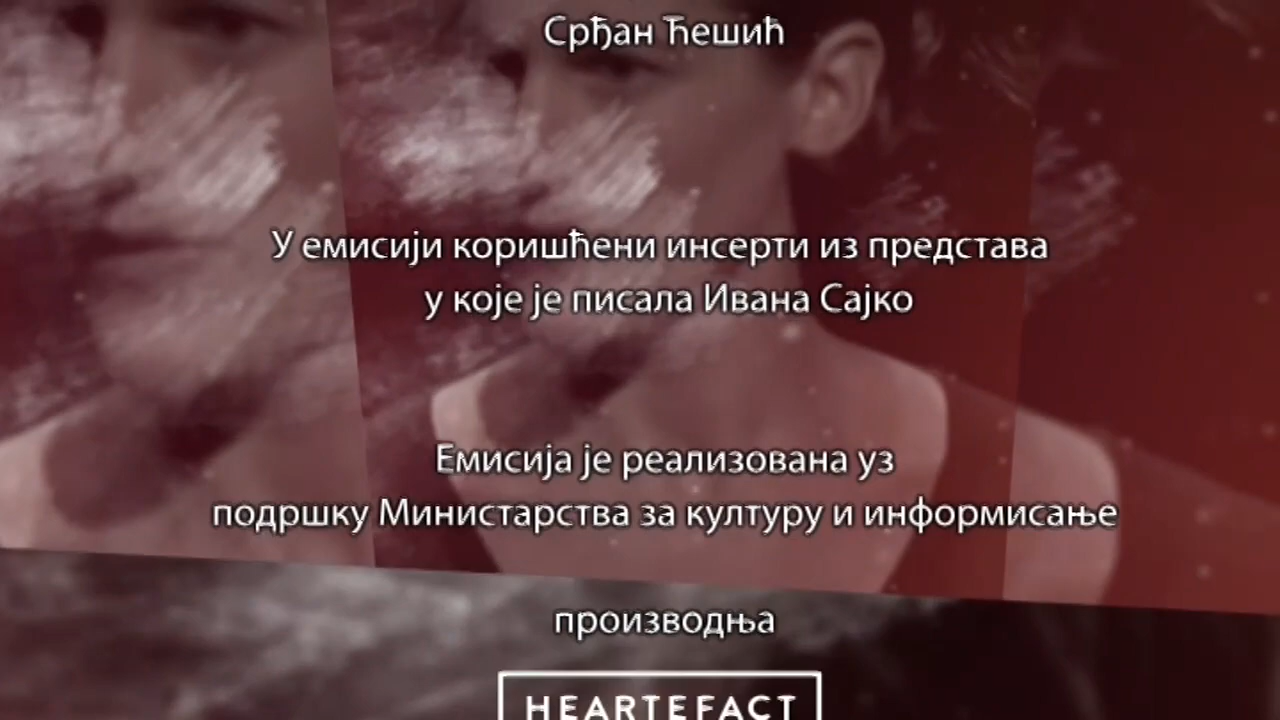 Срђан Ћешић
У емисији коришћени инсерти из представа
у које је писала Ивана Сајко
Емисија је реализована уз
подршку Министарства за културу и информисање
производња
HEARTEFACT